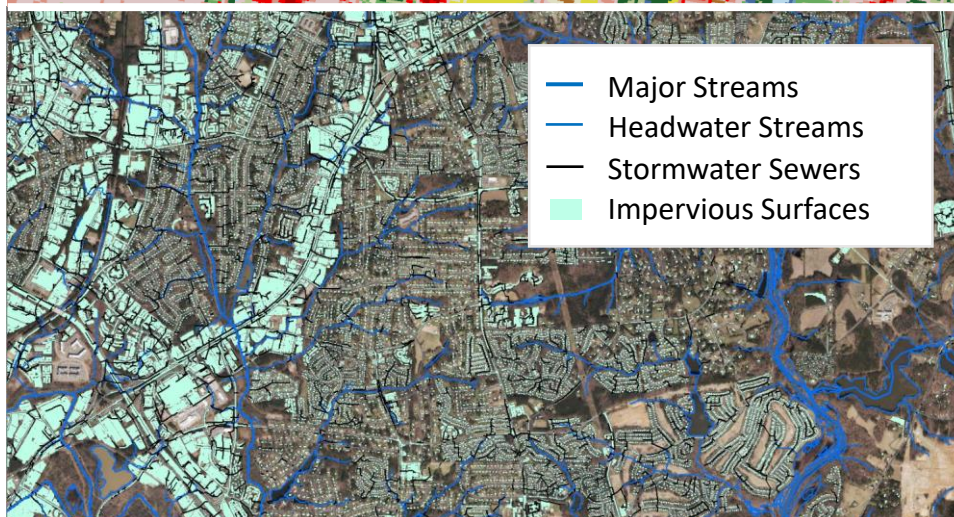 Major Streams
Headwater Streams
Stormwater Sewers
Impervious Surfaces